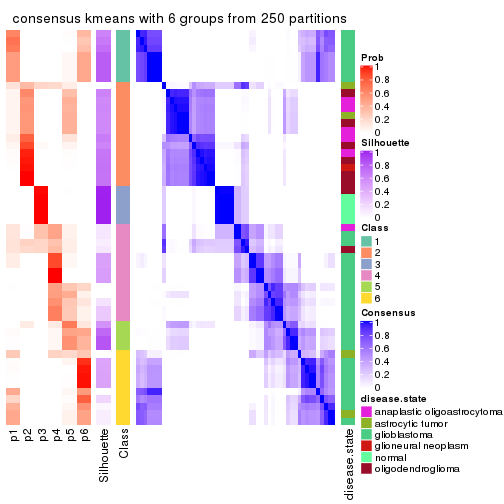 consensus kmeans with 6 groups from 250 partitions
Prob
1
0.8
0.6
0.4
0.2
0
Silhouette
1
0.8
0.6
0.4
0.2
0
Class
1
2
3
4
5
6
Consensus
1
0.8
0.6
0.4
0.2
0
disease.state
anaplastic oligoastrocytoma
astrocytic tumor
glioblastoma
glioneural neoplasm
normal
oligodendroglioma
p1
p2
p3
p4
p5
p6
Silhouette
Class
disease.state